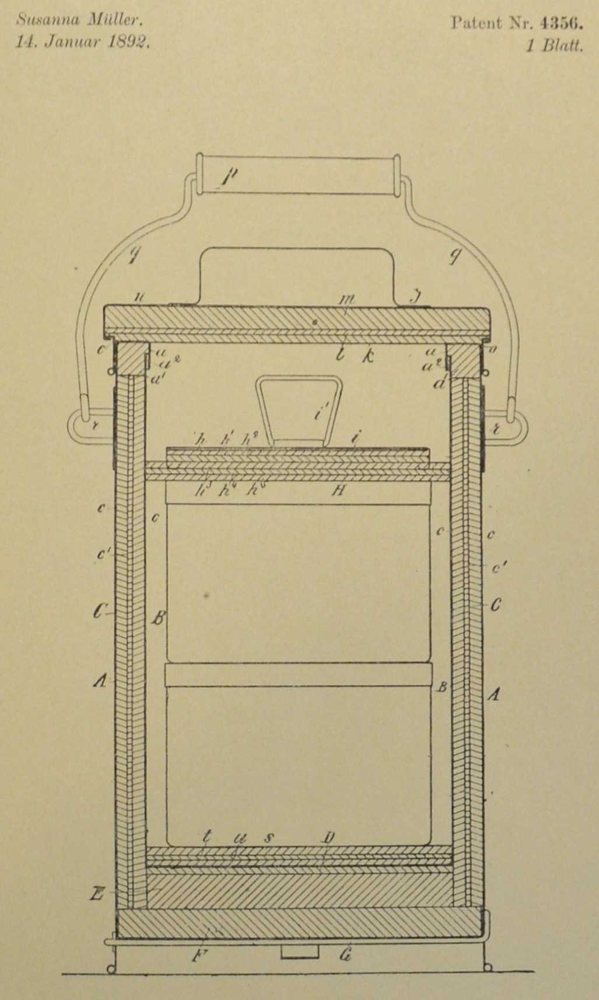 Susanna Müller.
14. Januar 1892.
Patent Nr. 4356.
1 Blatt.
p
q q
n m J
o l k o
a a
a² a²
a¹ a¹
r i¹ r
h h¹ h² i
h³ h⁴ h⁵ H
c c c c
c¹ c¹
C C
B
A B A
t u s D
E
F G